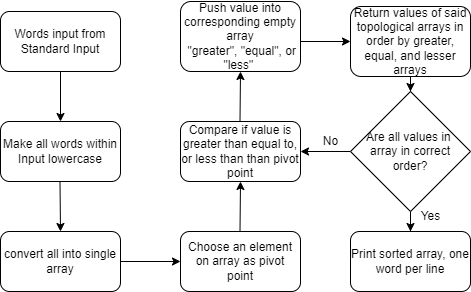 Words input from
Standard Input
Make all words within
Input lowercase
convert all into single
array
Choose an element
on array as pivot
point
Compare if value is
greater than equal to,
or less than than pivot
point
Push value into
corresponding empty
array
"greater", "equal", or
"less"
Return values of said
topological arrays in
order by greater,
equal, and lesser
arrays
Are all values in
array in correct
order?
No
Yes
Print sorted array, one
word per line